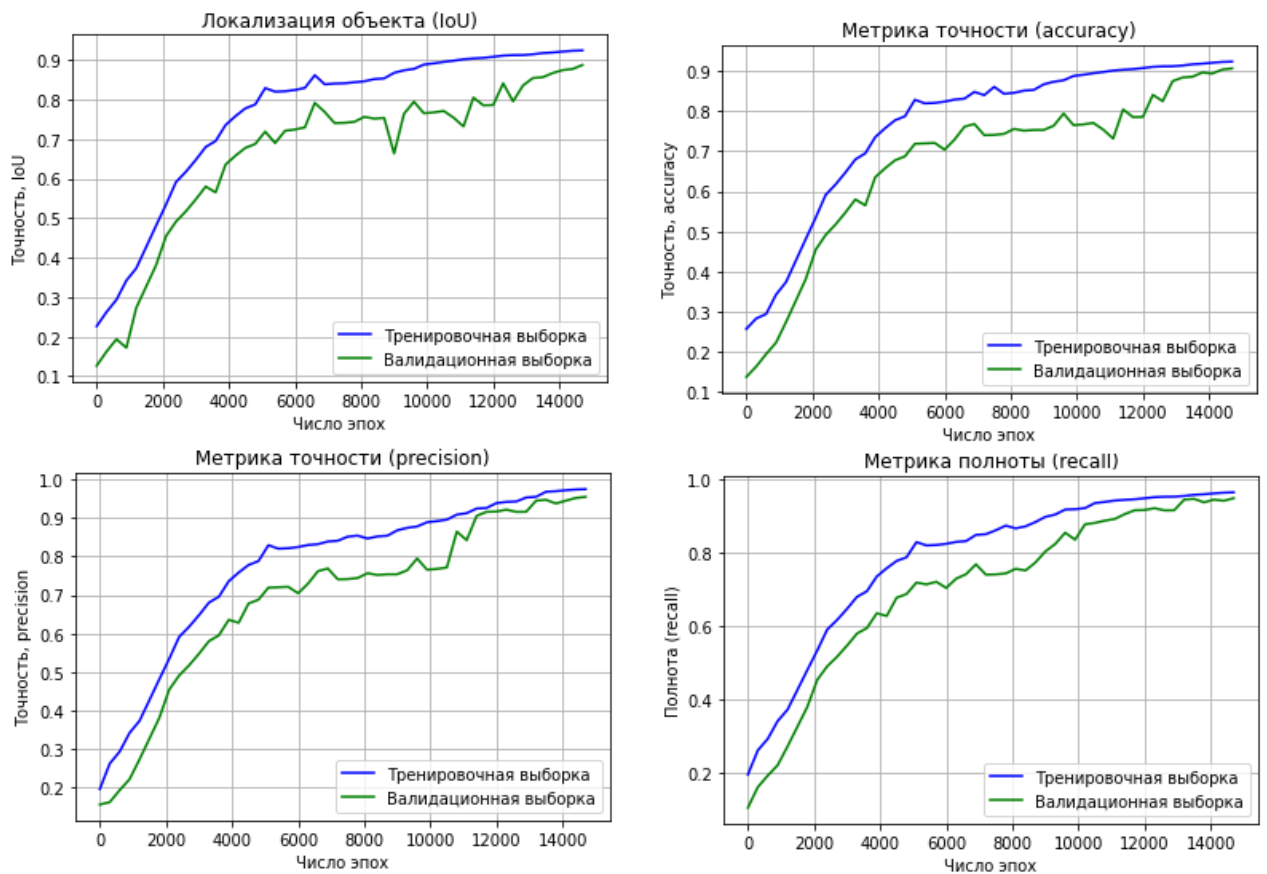 Локализация объекта (IoU)
Точность, IoU
0.9
0.8
0.7
0.6
0.5
0.4
0.3
0.2
0.1
Тренировочная выборка
Валидационная выборка
0 2000 4000 6000 8000 10000 12000 14000
Число эпох
Метрика точности (accuracy)
Точность, accuracy
0.9
0.8
0.7
0.6
0.5
0.4
0.3
0.2
0.1
Тренировочная выборка
Валидационная выборка
0 2000 4000 6000 8000 10000 12000 14000
Число эпох
Метрика точности (precision)
Точность, precision
1.0
0.9
0.8
0.7
0.6
0.5
0.4
0.3
0.2
Тренировочная выборка
Валидационная выборка
0 2000 4000 6000 8000 10000 12000 14000
Число эпох
Метрика полноты (recall)
Полнота (recall)
1.0
0.8
0.6
0.4
0.2
Тренировочная выборка
Валидационная выборка
0 2000 4000 6000 8000 10000 12000 14000
Число эпох